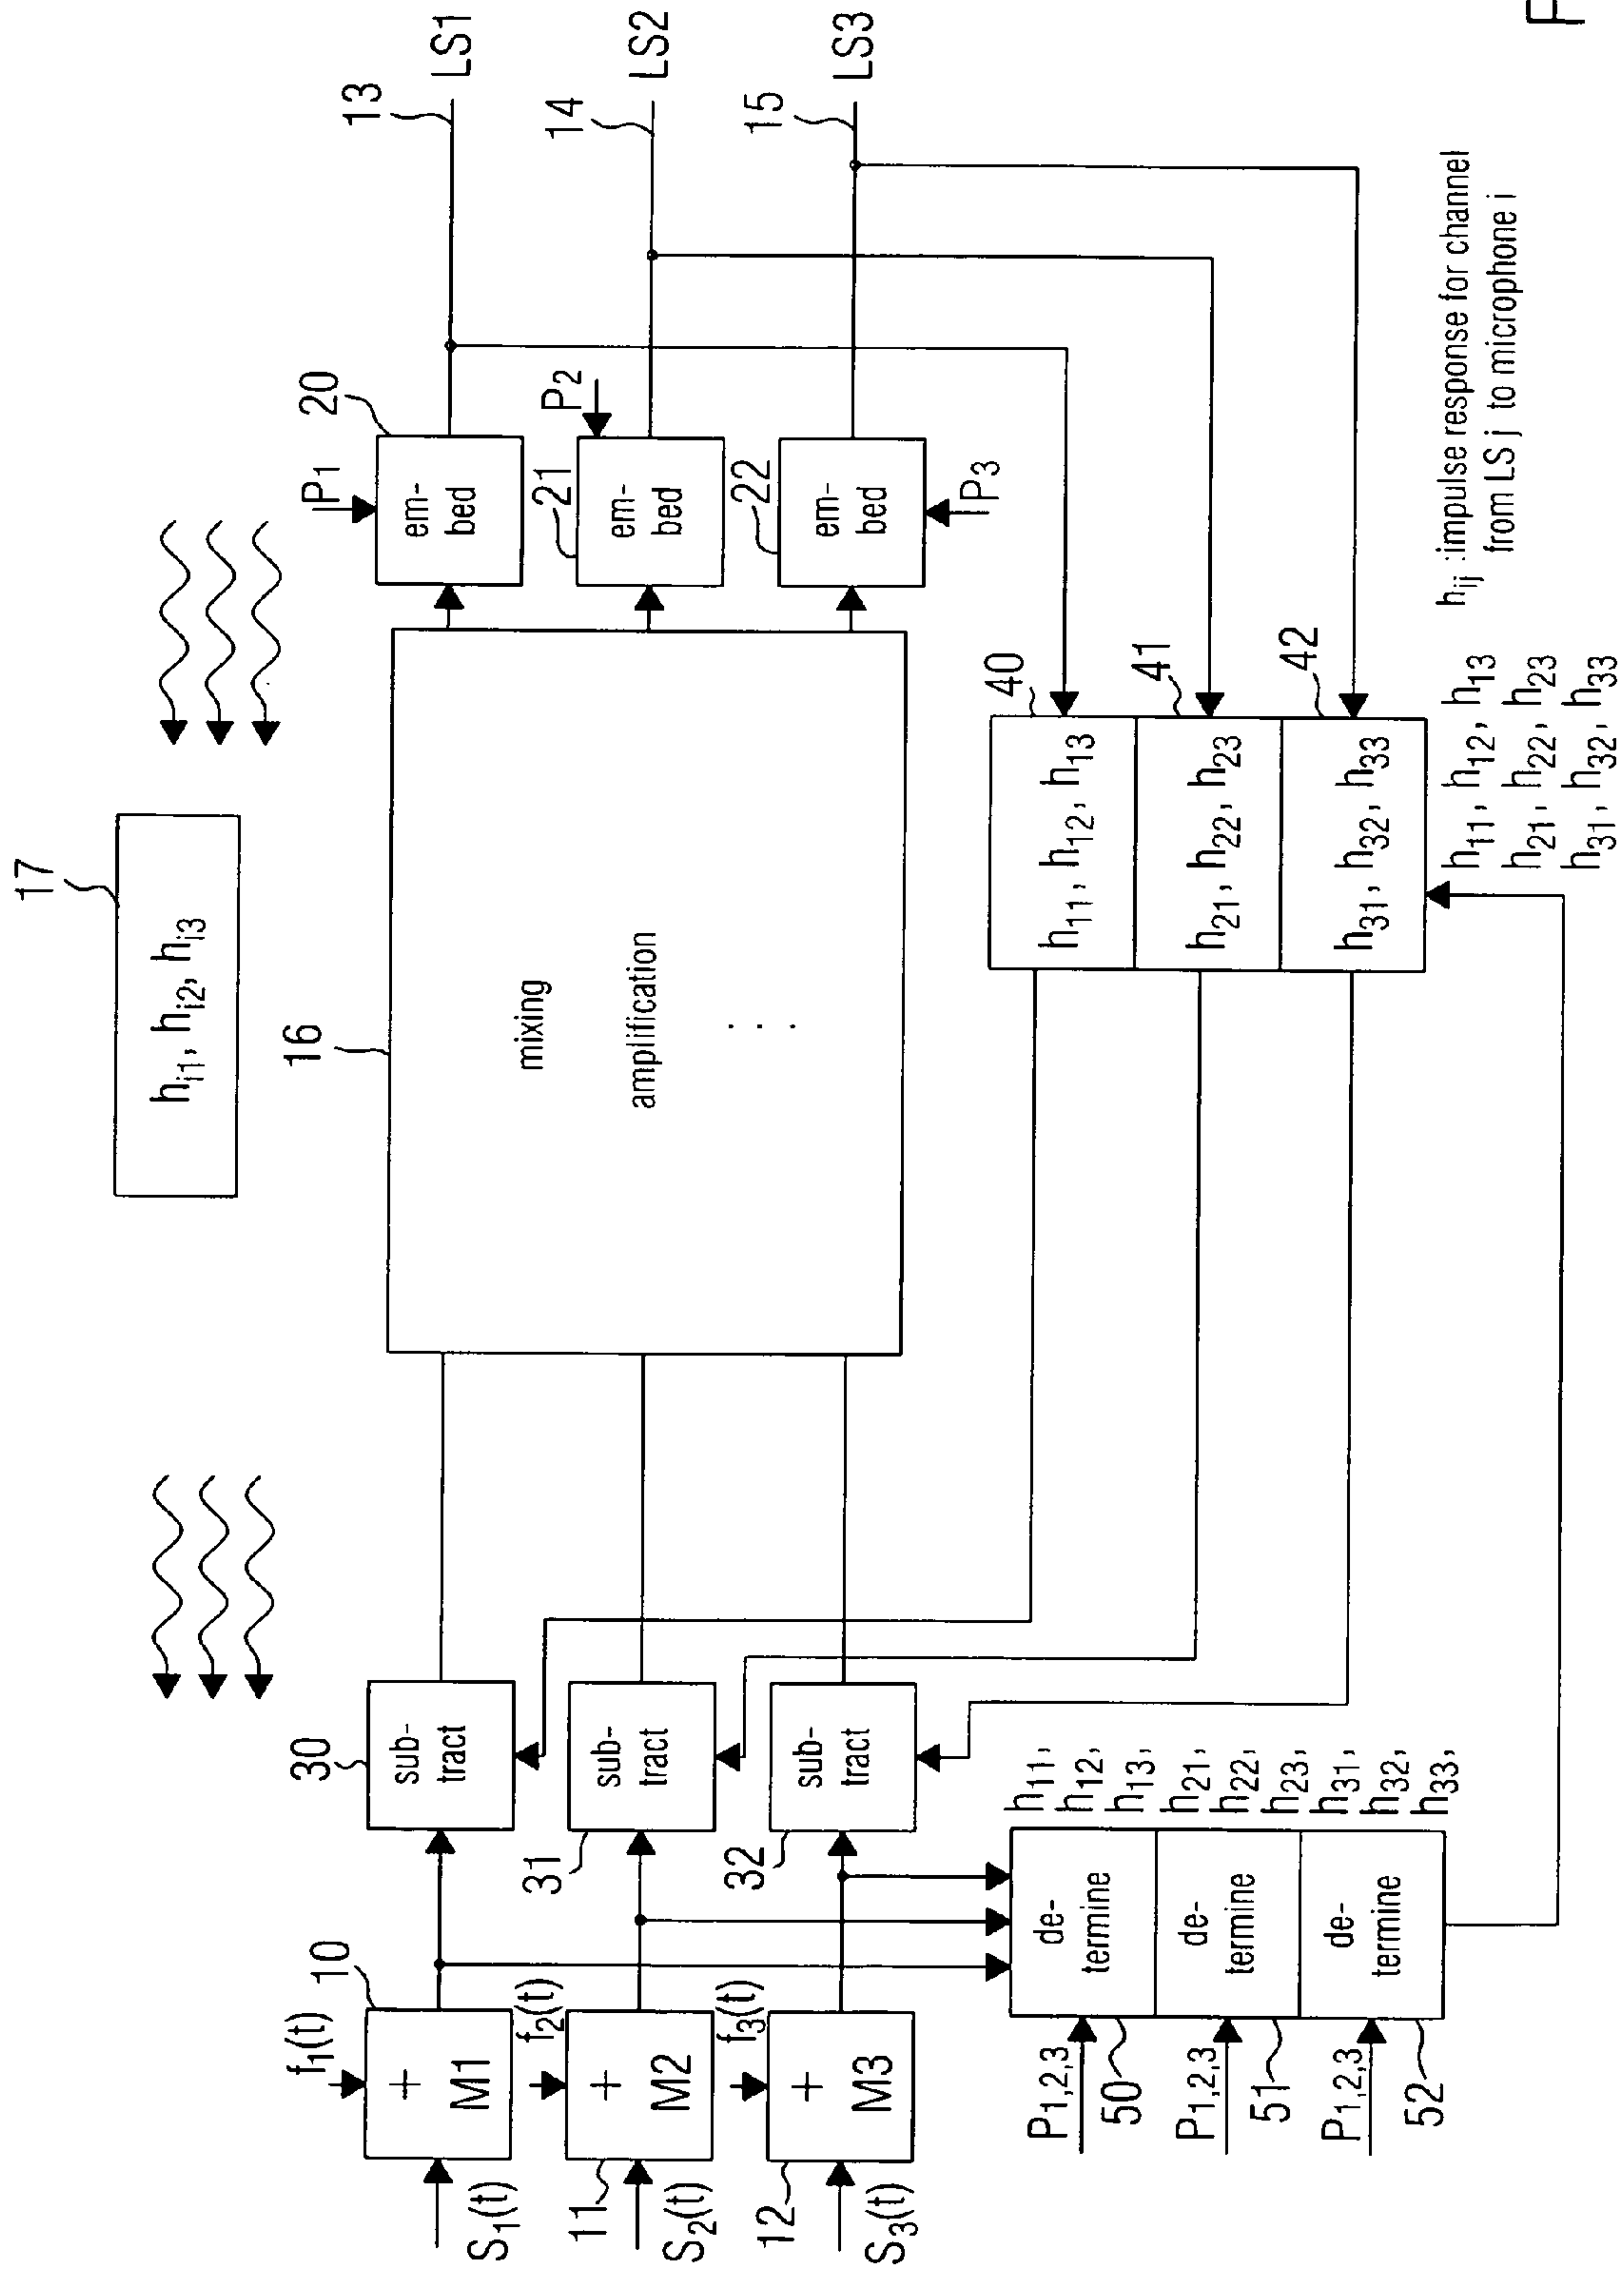 17
h_i1, h_i2, h_i3
16
mixing
amplification
. . .
f1(t)
10
+
M1
S1(t)
30
sub-
tract
P1
20
em-
bed
13
LS1
f2(t)
+
M2
11
S2(t)
31
sub-
tract
21
em-
bed
P2
14
LS2
f3(t)
+
M3
12
S3(t)
32
sub-
tract
22
em-
bed
P3
15
LS3
40
h11, h12, h13
41
h21, h22, h23
42
h31, h32, h33
h11, h12, h13
h21, h22, h23
h31, h32, h33
hij :impulse response for channel
from LS j to microphone i
P1,2,3
50
de-
termine
P1,2,3
51
de-
termine
P1,2,3
52
de-
termine
h11,
h12,
h13,
h21,
h22,
h23,
h31,
h32,
h33,